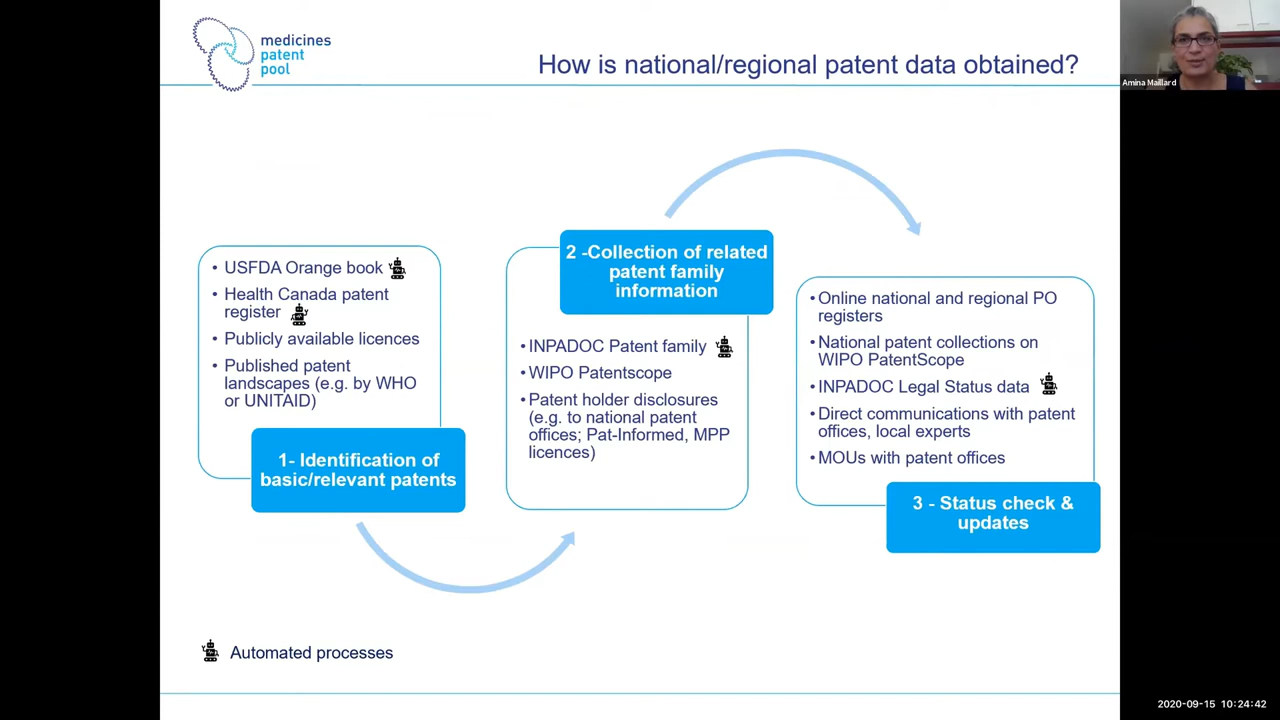 medicines
patent
pool
How is national/regional patent data obtained?
Amina Maillard
• USFDA Orange book
• Health Canada patent
register
• Publicly available licences
• Published patent
landscapes (e.g. by WHO
or UNITAID)
1- Identification of
basic/relevant patents
2 -Collection of related
patent family
information
•INPADOC Patent family
•WIPO Patentscope
•Patent holder disclosures
(e.g. to national patent
offices; Pat-Informed, MPP
licences)
•Online national and regional PO
registers
•National patent collections on
WIPO PatentScope
•INPADOC Legal Status data
•Direct communications with patent
offices, local experts
•MOUs with patent offices
3 - Status check &
updates
Automated processes
2020-09-15 10:24:42